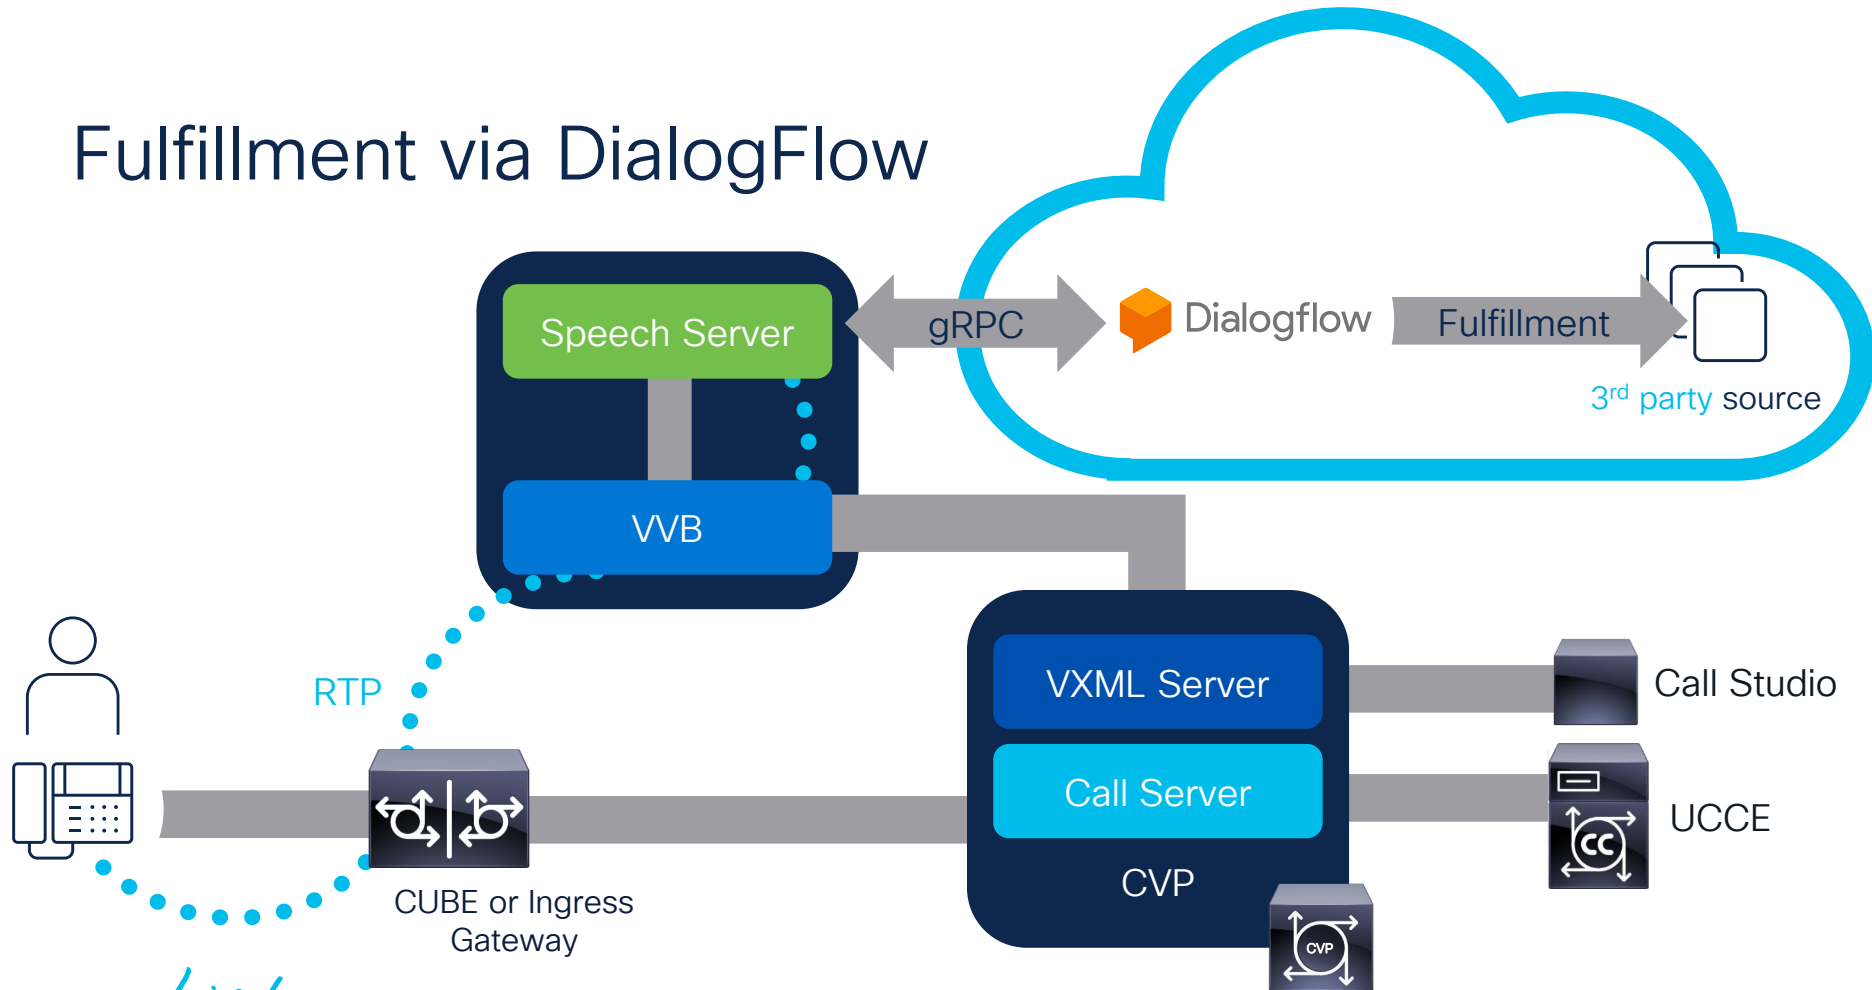 Fulfillment via DialogFlow
Speech Server
gRPC
Dialogflow
Fulfillment
3rd party source
VVB
RTP
VXML Server
Call Studio
Call Server
UCCE
CC
CVP
CUBE or Ingress
Gateway
CVP